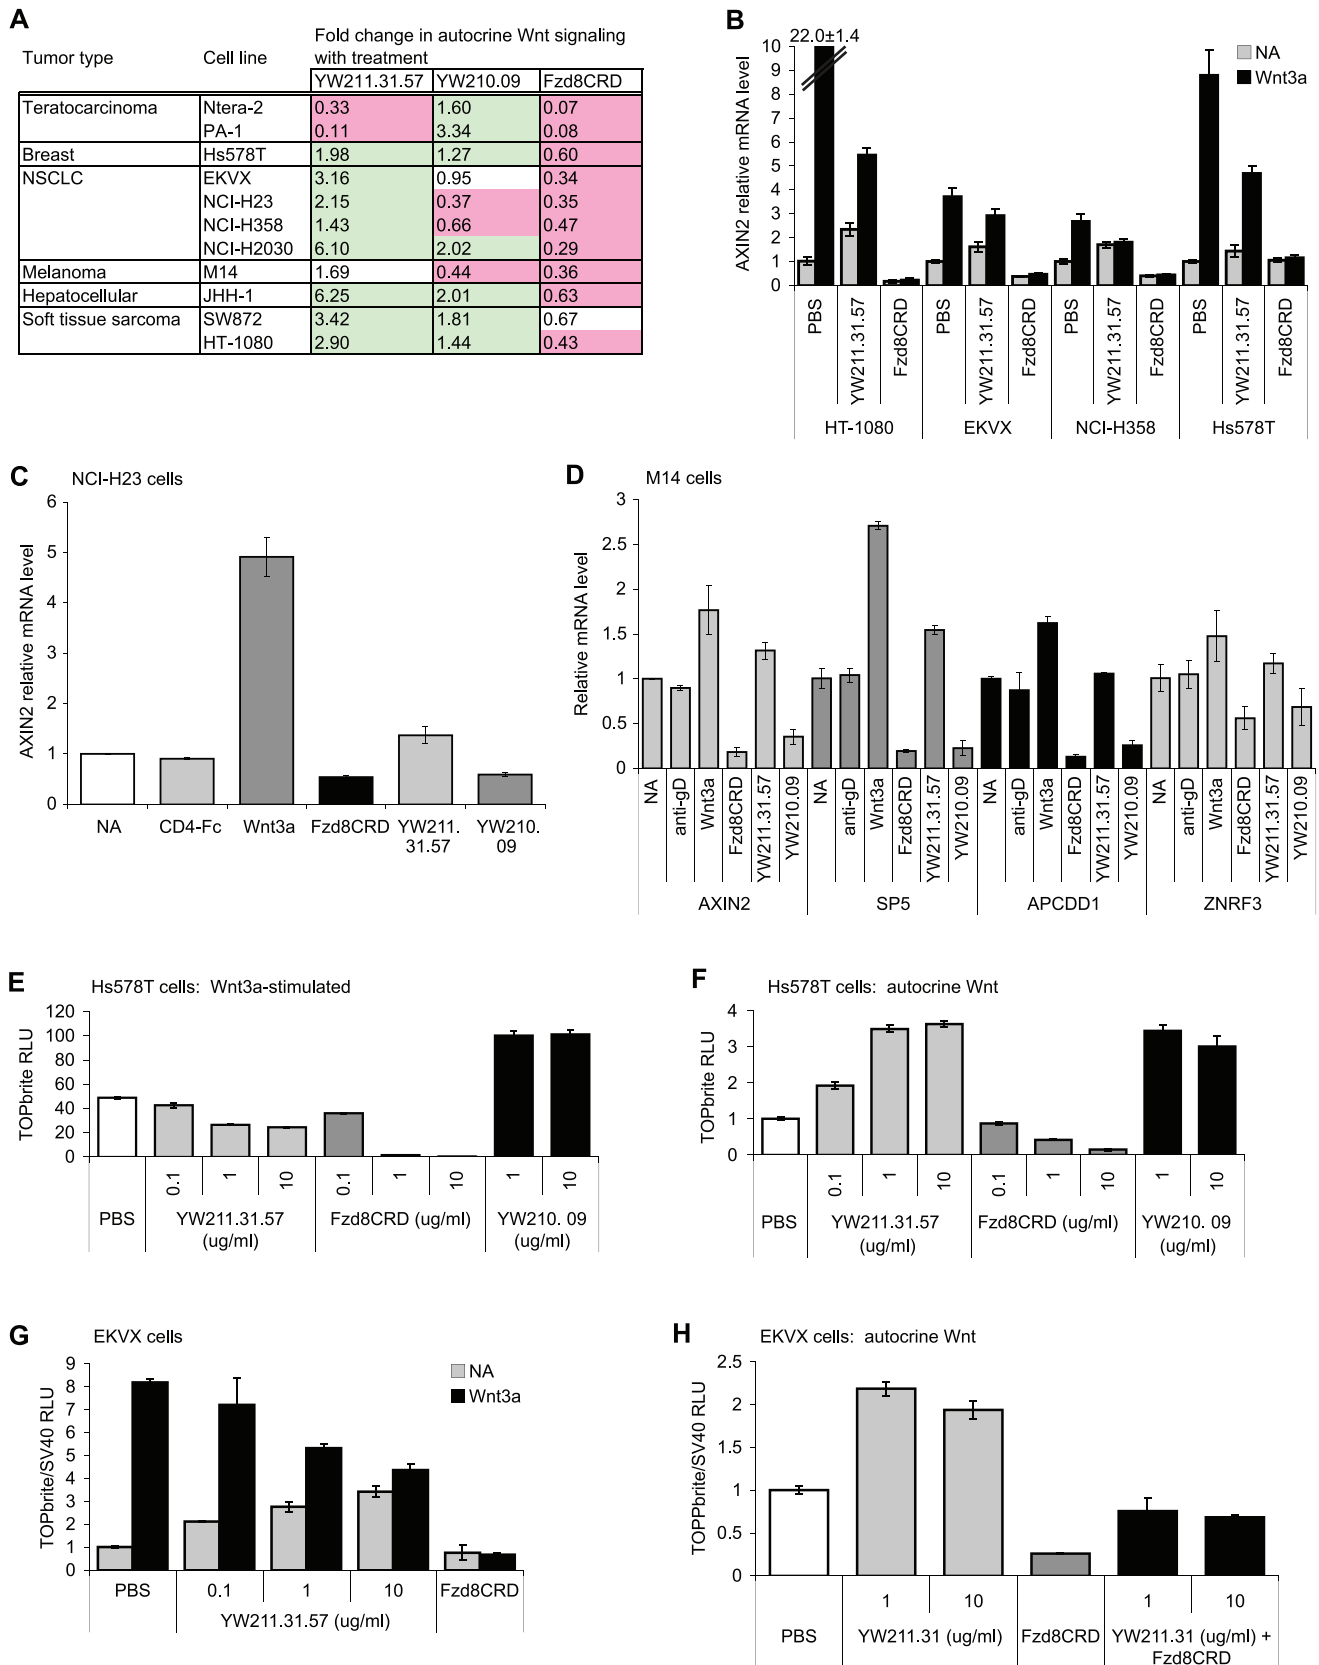 A
Tumor type Cell line Fold change in autocrine Wnt signaling
with treatment
YW211.31.57 YW210.09 Fzd8CRD
Teratocarcinoma Ntera-2 0.33 1.60 0.07
PA-1 0.11 3.34 0.08
Breast Hs578T 1.98 1.27 0.60
NSCLC EKVX 3.16 0.95 0.34
NCI-H23 2.15 0.37 0.35
NCI-H358 1.43 0.66 0.47
NCI-H2030 6.10 2.02 0.29
Melanoma M14 1.69 0.44 0.36
Hepatocellular JHH-1 6.25 2.01 0.63
Soft tissue sarcoma SW872 3.42 1.81 0.67
HT-1080 2.90 1.44 0.43
B
22.0±1.4
NA
Wnt3a
AXIN2 relative mRNA level
10
9
8
7
6
5
4
3
2
1
0
PBS YW211.31.57 Fzd8CRD PBS YW211.31.57 Fzd8CRD PBS YW211.31.57 Fzd8CRD PBS YW211.31.57 Fzd8CRD
HT-1080 EKVX NCI-H358 Hs578T
C NCI-H23 cells
AXIN2 relative mRNA level
6
5
4
3
2
1
0
NA CD4-Fc Wnt3a Fzd8CRD YW211. YW210.
31.57 09
D M14 cells
Relative mRNA level
3
2.5
2
1.5
1
0.5
0
NA anti-gD Wnt3a Fzd8CRD YW211.31.57 YW210.09 NA anti-gD Wnt3a Fzd8CRD YW211.31.57 YW210.09 NA anti-gD Wnt3a Fzd8CRD YW211.31.57 YW210.09 NA anti-gD Wnt3a Fzd8CRD YW211.31.57 YW210.09
AXIN2 SP5 APCDD1 ZNRF3
E Hs578T cells: Wnt3a-stimulated
TOPbrite RLU
120
100
80
60
40
20
0
0.1 1 10 0.1 1 10 1 10
PBS YW211.31.57 Fzd8CRD (ug/ml) YW210. 09
(ug/ml) (ug/ml)
F Hs578T cells: autocrine Wnt
TOPbrite RLU
4
3
2
1
0
0.1 1 10 0.1 1 10 1 10
PBS YW211.31.57 Fzd8CRD (ug/ml) YW210. 09
(ug/ml) (ug/ml)
G EKVX cells
NA
Wnt3a
TOPbrite/SV40 RLU
9
8
7
6
5
4
3
2
1
0
PBS 0.1 1 10 Fzd8CRD
YW211.31.57 (ug/ml)
H EKVX cells: autocrine Wnt
TOPPbrite/SV40 RLU
2.5
2
1.5
1
0.5
0
1 10 1 10
PBS YW211.31 (ug/ml) Fzd8CRD YW211.31 (ug/ml) +
Fzd8CRD